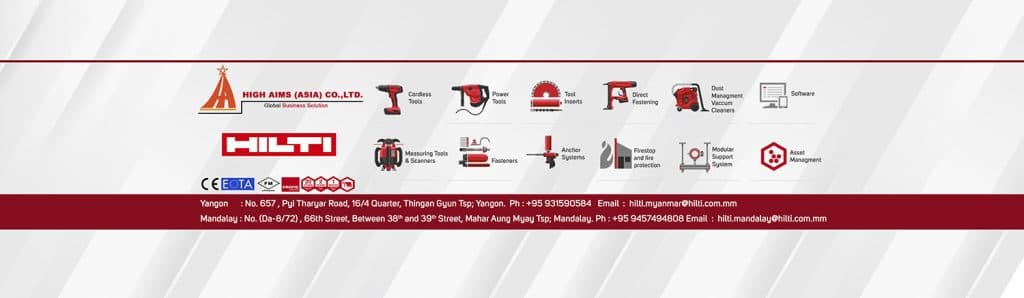 HIGH AIMS (ASIA) CO.,LTD.
Global Business Solution
Cordless
Tools
Power
Tools
Tool
Inserts
Direct
Fastening
Dust
Managment
Vaccum
Cleaners
Software
HILTI
Measuring Tools
& Scanners
Fasteners
Anchor
Systems
Firestop
and fire
protection
Modular
Support
System
Asset
Managment
CE EOTA FM
Yangon : No. 657 , Pyi Tharyar Road, 16/4 Quarter, Thingan Gyun Tsp; Yangon. Ph : +95 931590584 Email : hilti.myanmar@hilti.com.mm
Mandalay : No. (Da-8/72) , 66th Street, Between 38th and 39th Street, Mahar Aung Myay Tsp; Mandalay. Ph : +95 9457494808 Email : hilti.mandalay@hilti.com.mm